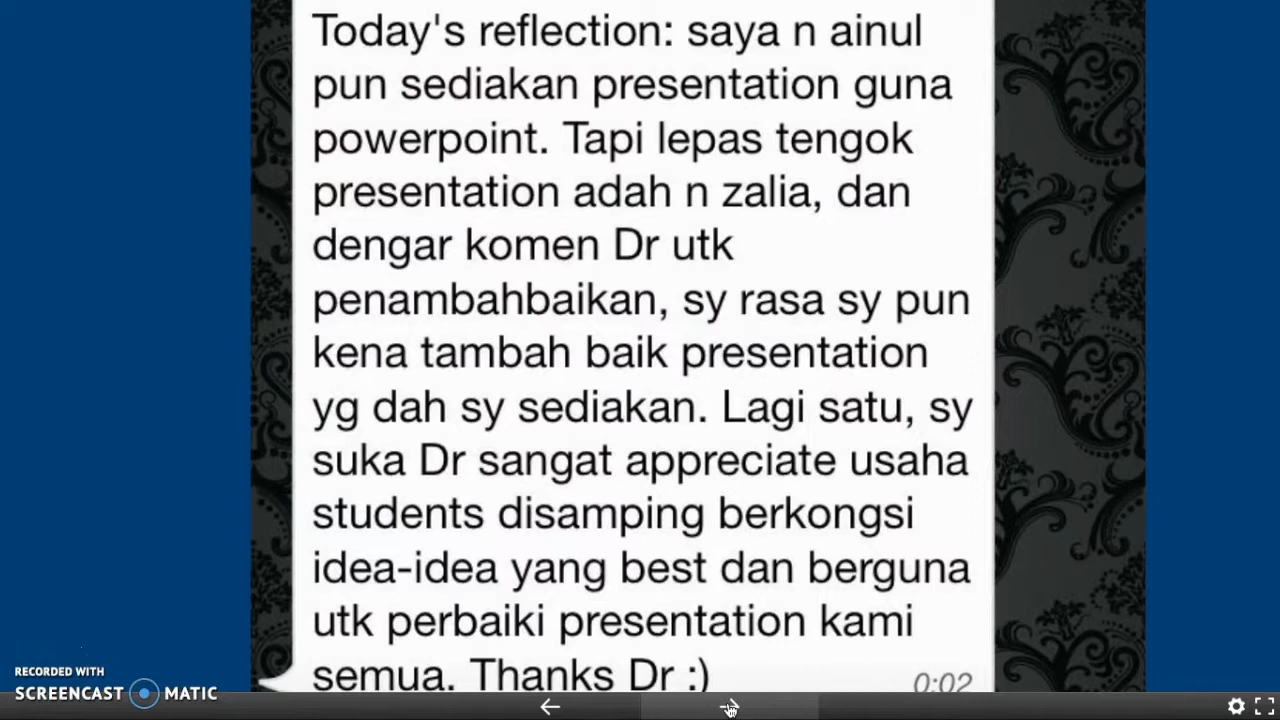 Today's reflection: saya n ainul
pun sediakan presentation guna
powerpoint. Tapi lepas tengok
presentation adah n zalia, dan
dengar komen Dr utk
penambahbaikan, sy rasa sy pun
kena tambah baik presentation
yg dah sy sediakan. Lagi satu, sy
suka Dr sangat appreciate usaha
students disamping berkongsi
idea-idea yang best dan berguna
utk perbaiki presentation kami
semua. Thanks Dr :)
0:02
RECORDED WITH
SCREENCAST MATIC